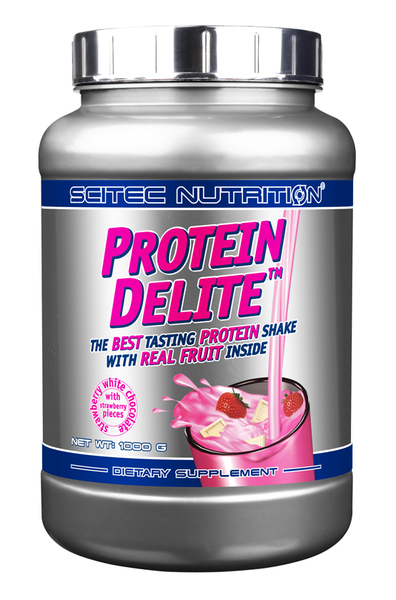 SCITEC NUTRITION®
PROTEIN
DELITE™
THE BEST TASTING PROTEIN SHAKE
WITH REAL FRUIT INSIDE
strawberry white chocolate
with
strawberry
pieces
NET WT: 1000 G
DIETARY SUPPLEMENT